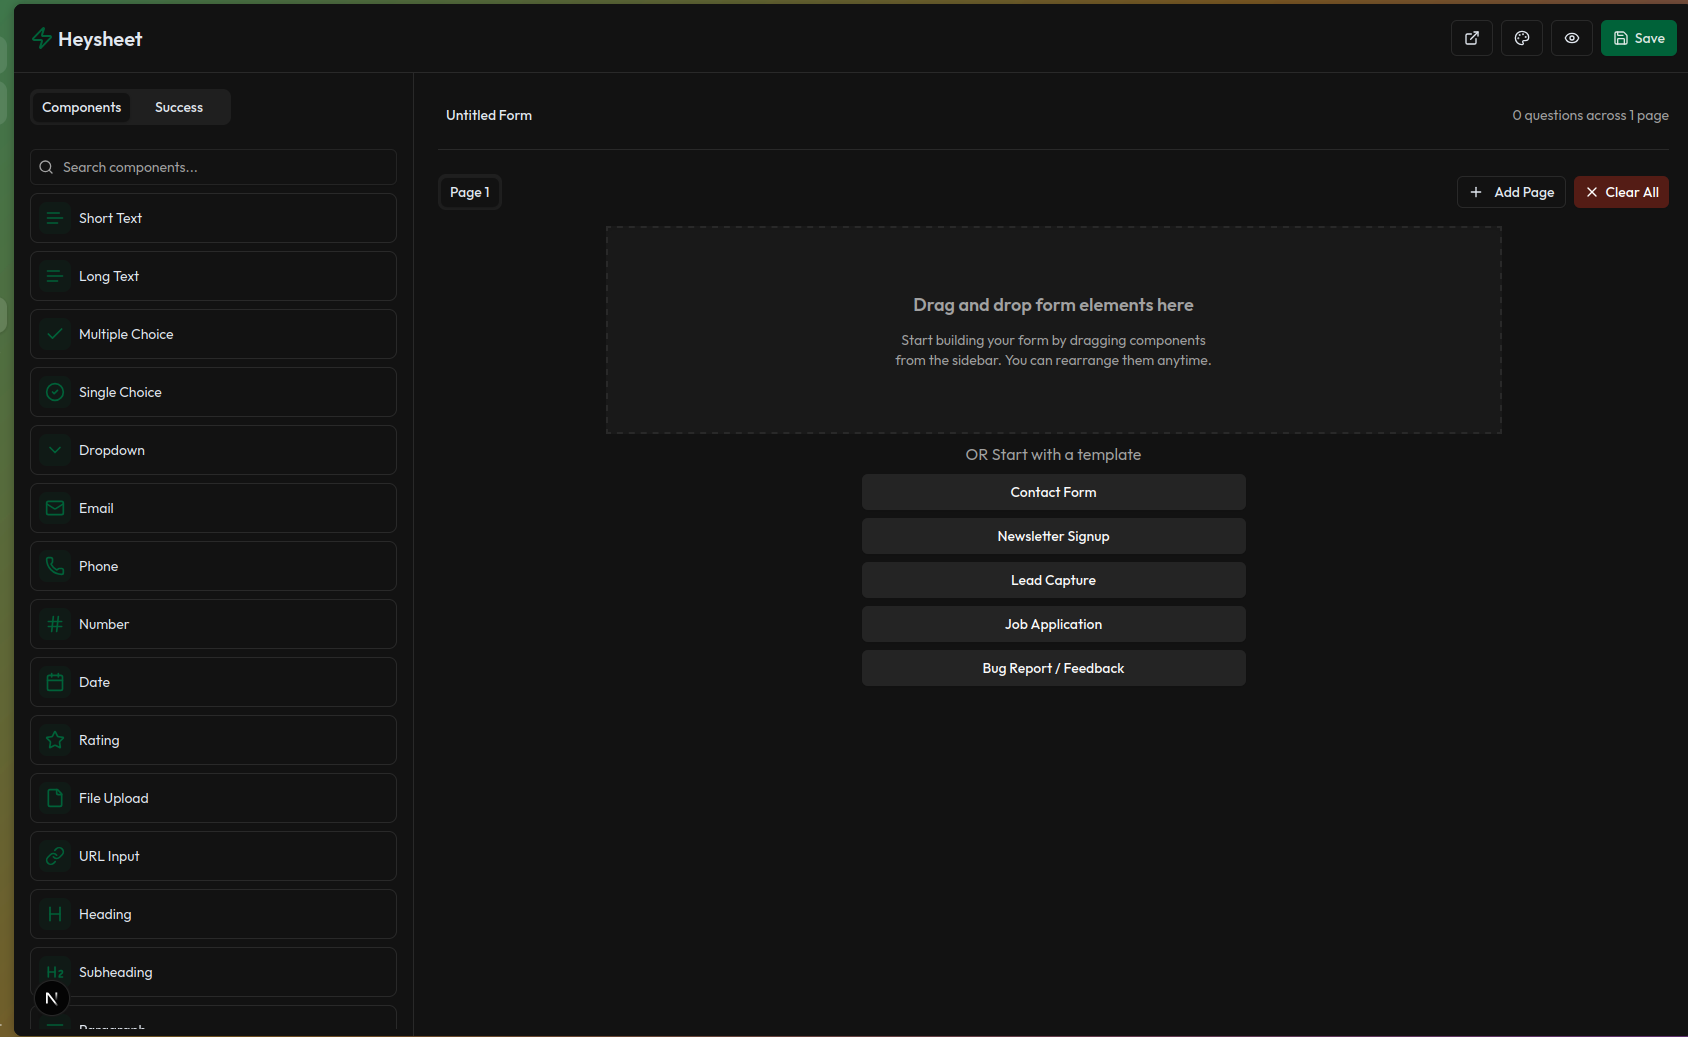 Heysheet
Save
Components
Success
Search components...
Short Text
Long Text
Multiple Choice
Single Choice
Dropdown
Email
Phone
Number
Date
Rating
File Upload
URL Input
Heading
H2 Subheading
N
Paragraph
Untitled Form
0 questions across 1 page
Page 1
Add Page
Clear All
Drag and drop form elements here
Start building your form by dragging components
from the sidebar. You can rearrange them anytime.
OR Start with a template
Contact Form
Newsletter Signup
Lead Capture
Job Application
Bug Report / Feedback